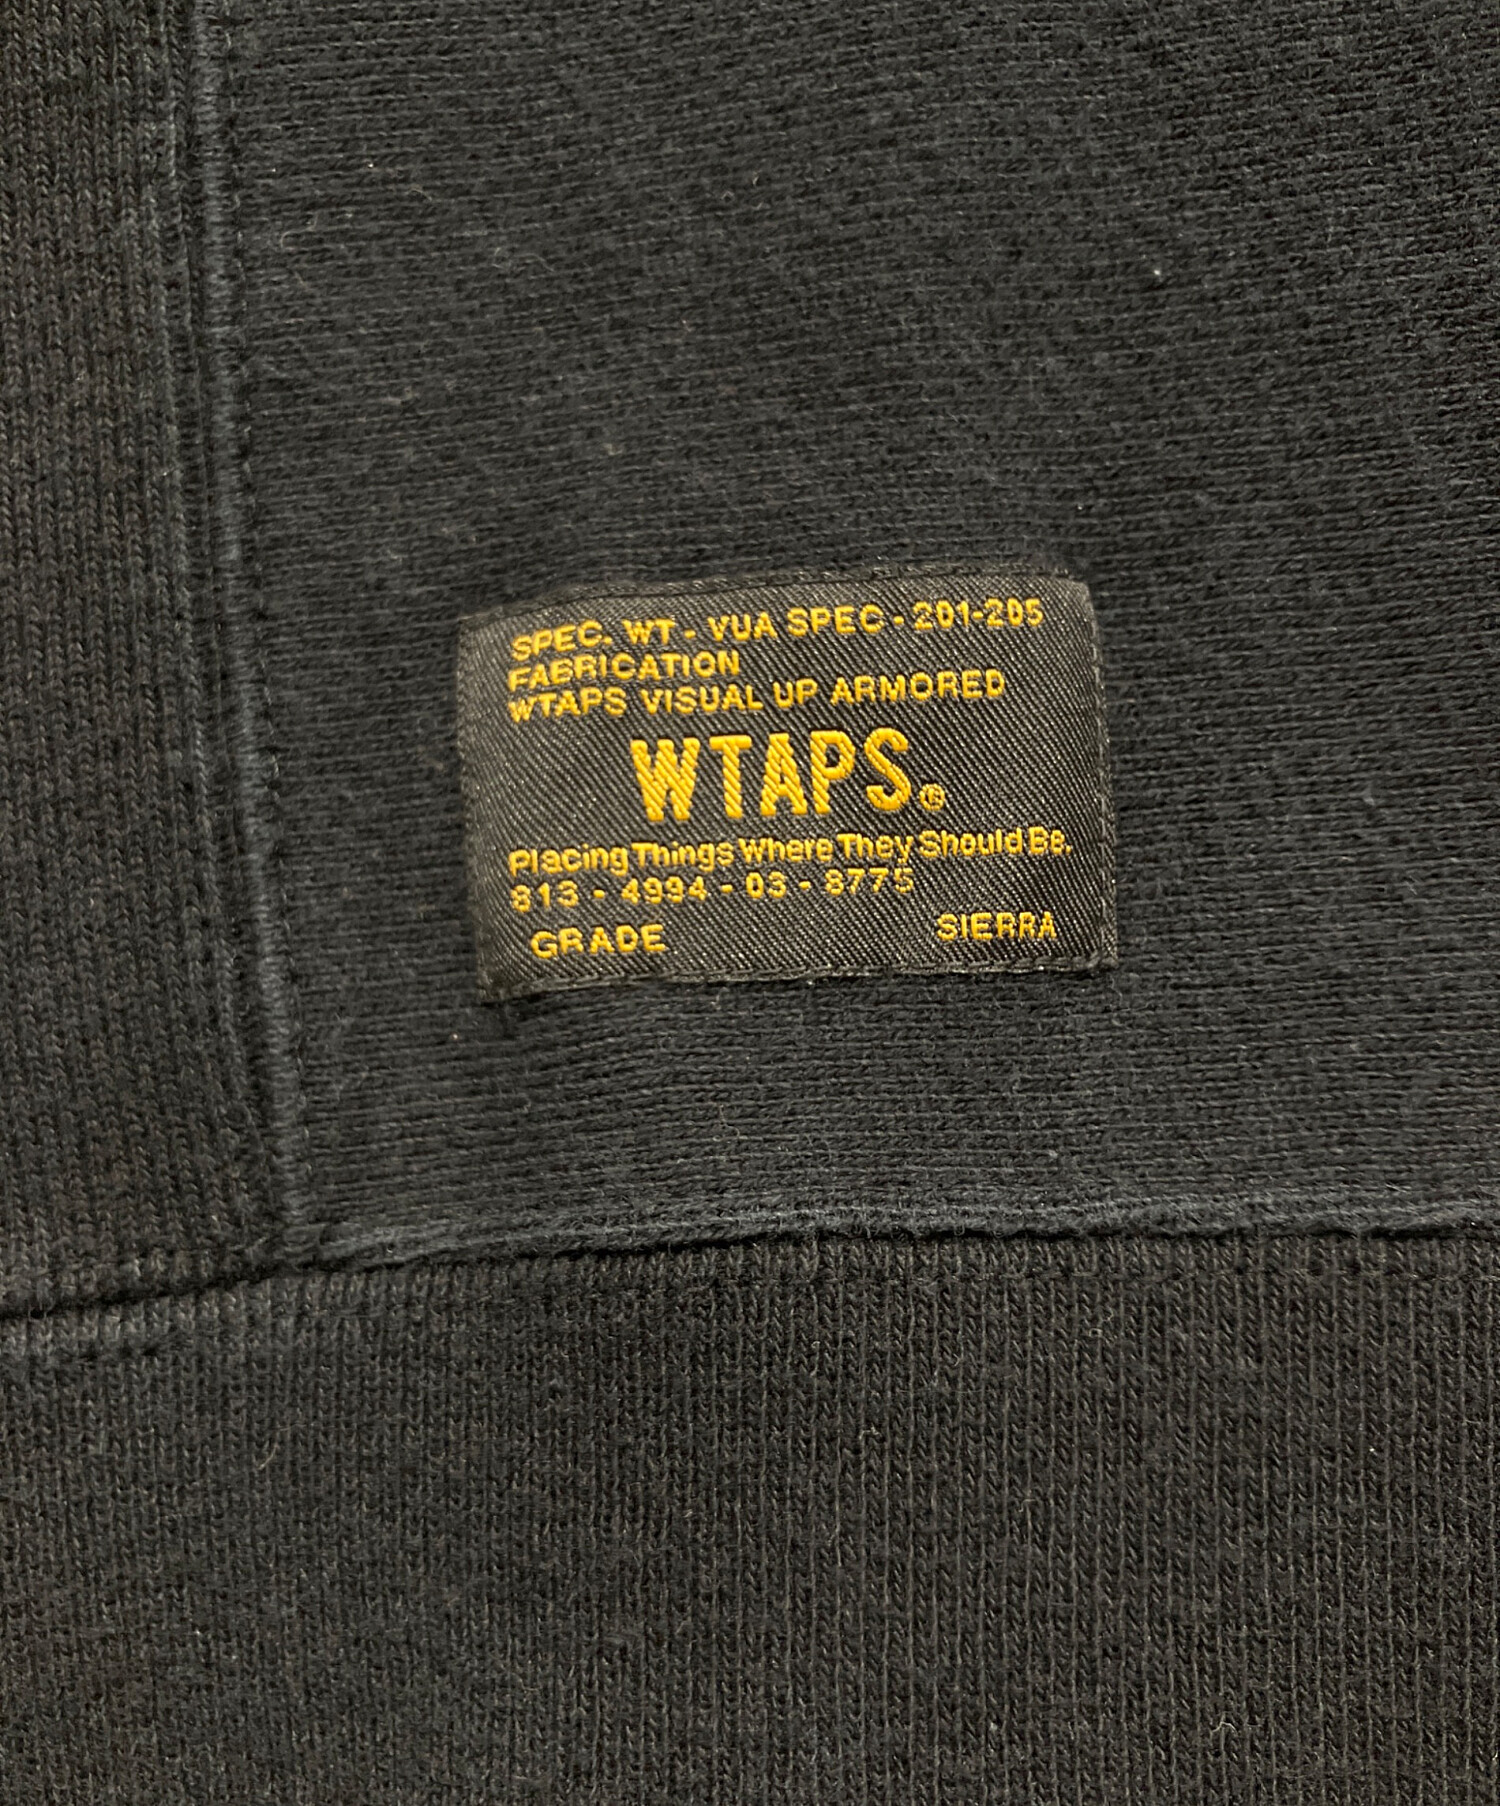 SPEC. WT - VUA SPEC - 201-205
FABRICATION
WTAPS VISUAL UP ARMORED
WTAPS.®
Placing Things Where They Should Be.
813 - 4994 - 03 - 8775
GRADE SIERRA